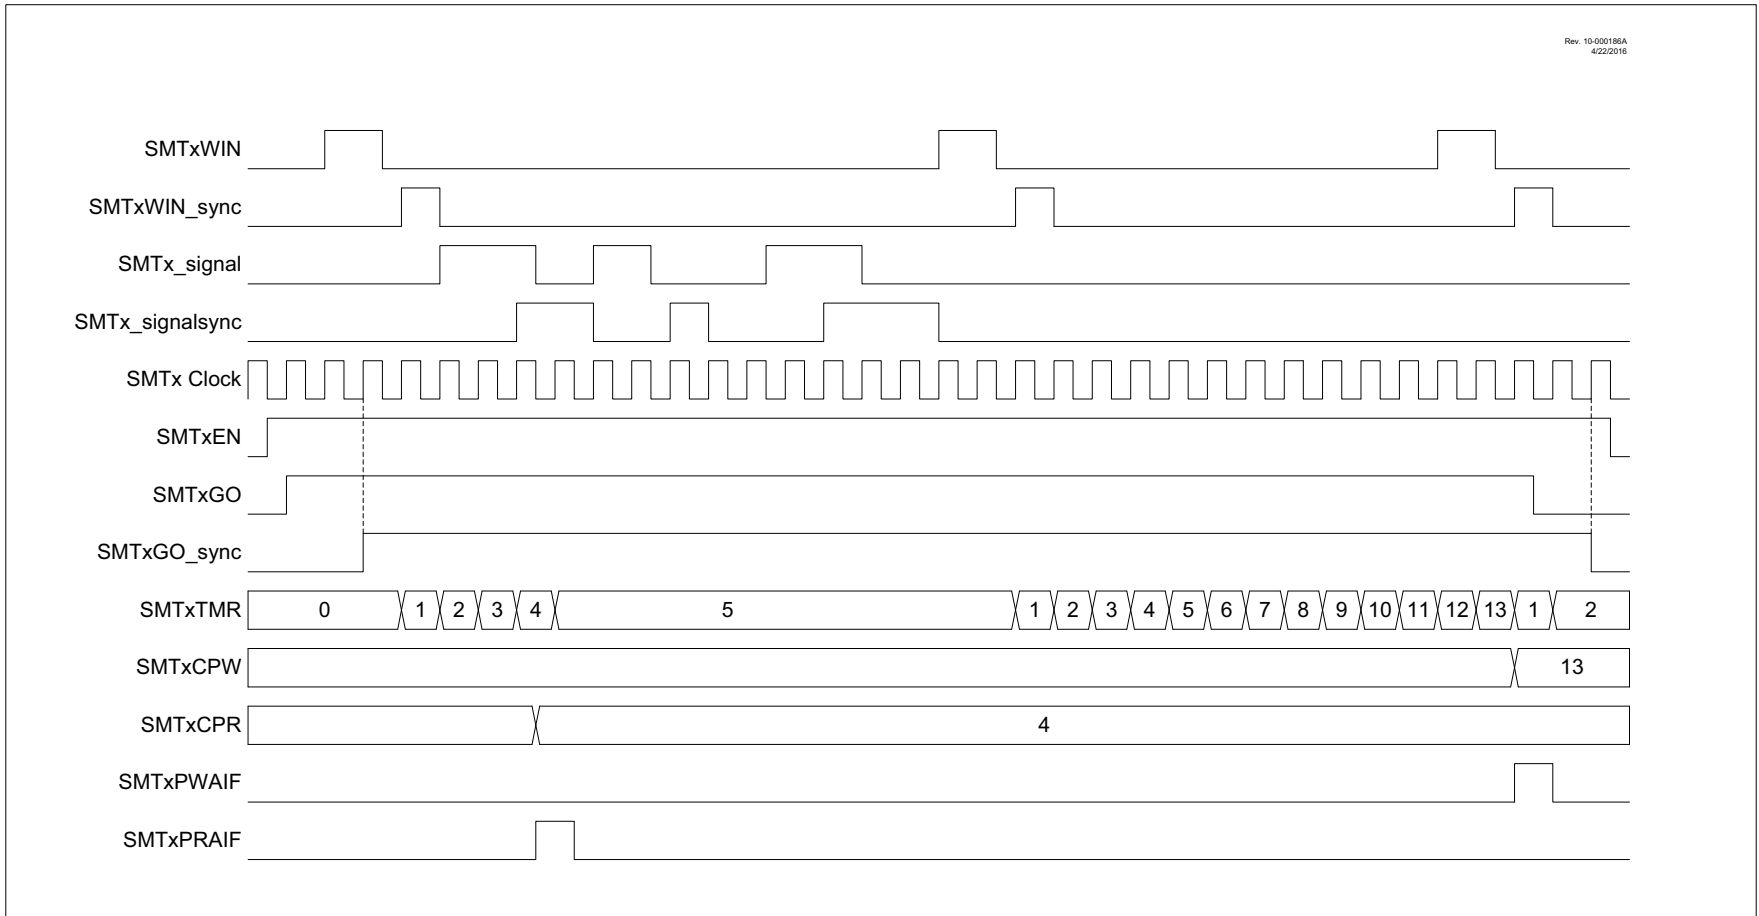 Rev. 10-000186A
4/22/2016
SMTxWIN
SMTxWIN_sync
SMTx_signal
SMTx_signalsync
SMTx Clock
SMTxEN
SMTxGO
SMTxGO_sync
SMTxTMR 0 1 2 3 4 5 1 2 3 4 5 6 7 8 9 10 11 12 13 1 2
SMTxCPW 13
SMTxCPR 4
SMTxPWAIF
SMTxPRAIF